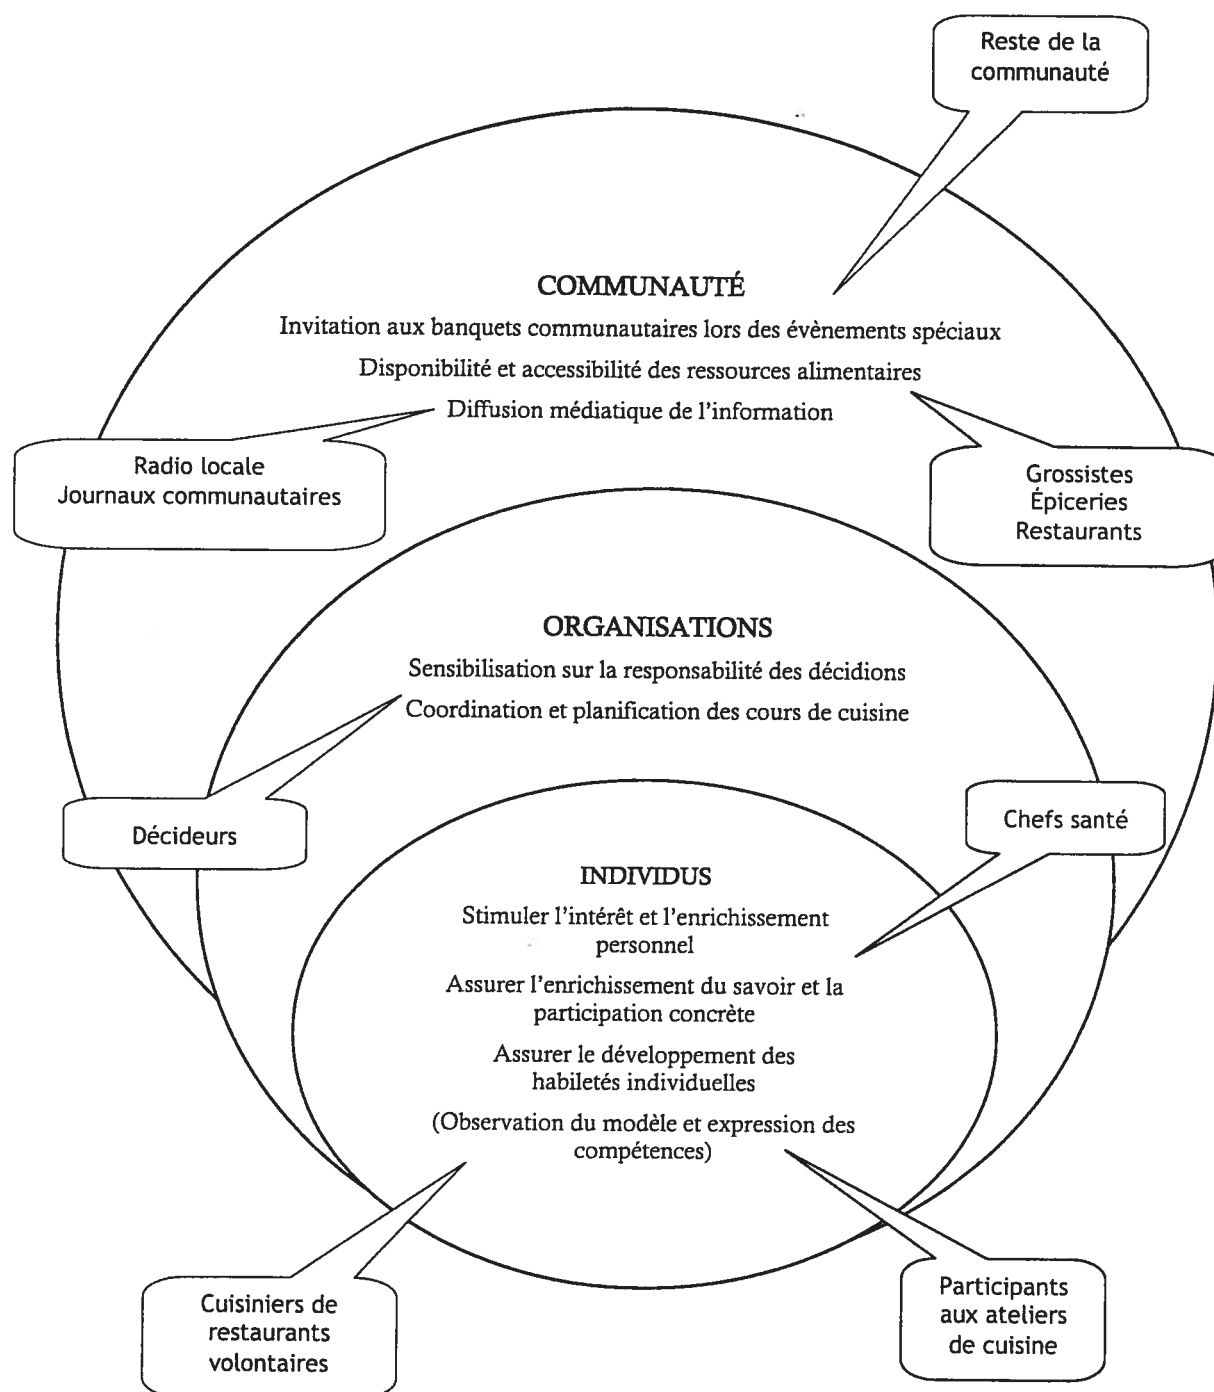 Reste de la
communauté
COMMUNAUTÉ
Invitation aux banquets communautaires lors des évènements spéciaux
Disponibilité et accessibilité des ressources alimentaires
Diffusion médiatique de l'information
Radio locale
Journaux communautaires
Grossistes
Épiceries
Restaurants
ORGANISATIONS
Sensibilisation sur la responsabilité des décidions
Coordination et planification des cours de cuisine
Décideurs
Chefs santé
INDIVIDUS
Stimuler l'intérêt et l'enrichissement
personnel
Assurer l'enrichissement du savoir et la
participation concrète
Assurer le développement des
habiletés individuelles
(Observation du modèle et expression des
compétences)
Cuisiniers de
restaurants
volontaires
Participants
aux ateliers
de cuisine